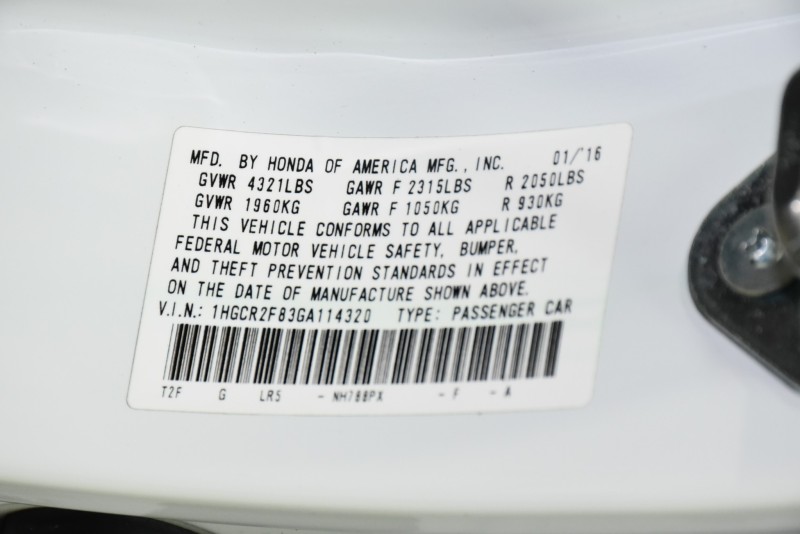 MFD. BY HONDA OF AMERICA MFG., INC. 01/'16
GVWR 4321LBS GAWR F 2315LBS R 2050LBS
GVWR 1960KG GAWR F 1050KG R 930KG
THIS VEHICLE CONFORMS TO ALL APPLICABLE
FEDERAL MOTOR VEHICLE SAFETY, BUMPER,
AND THEFT PREVENTION STANDARDS IN EFFECT
ON THE DATE OF MANUFACTURE SHOWN ABOVE.
V.I.N.: 1HGCR2F83GA114320 TYPE: PASSENGER CAR
T2F G LR5 - NH788PX - F - A